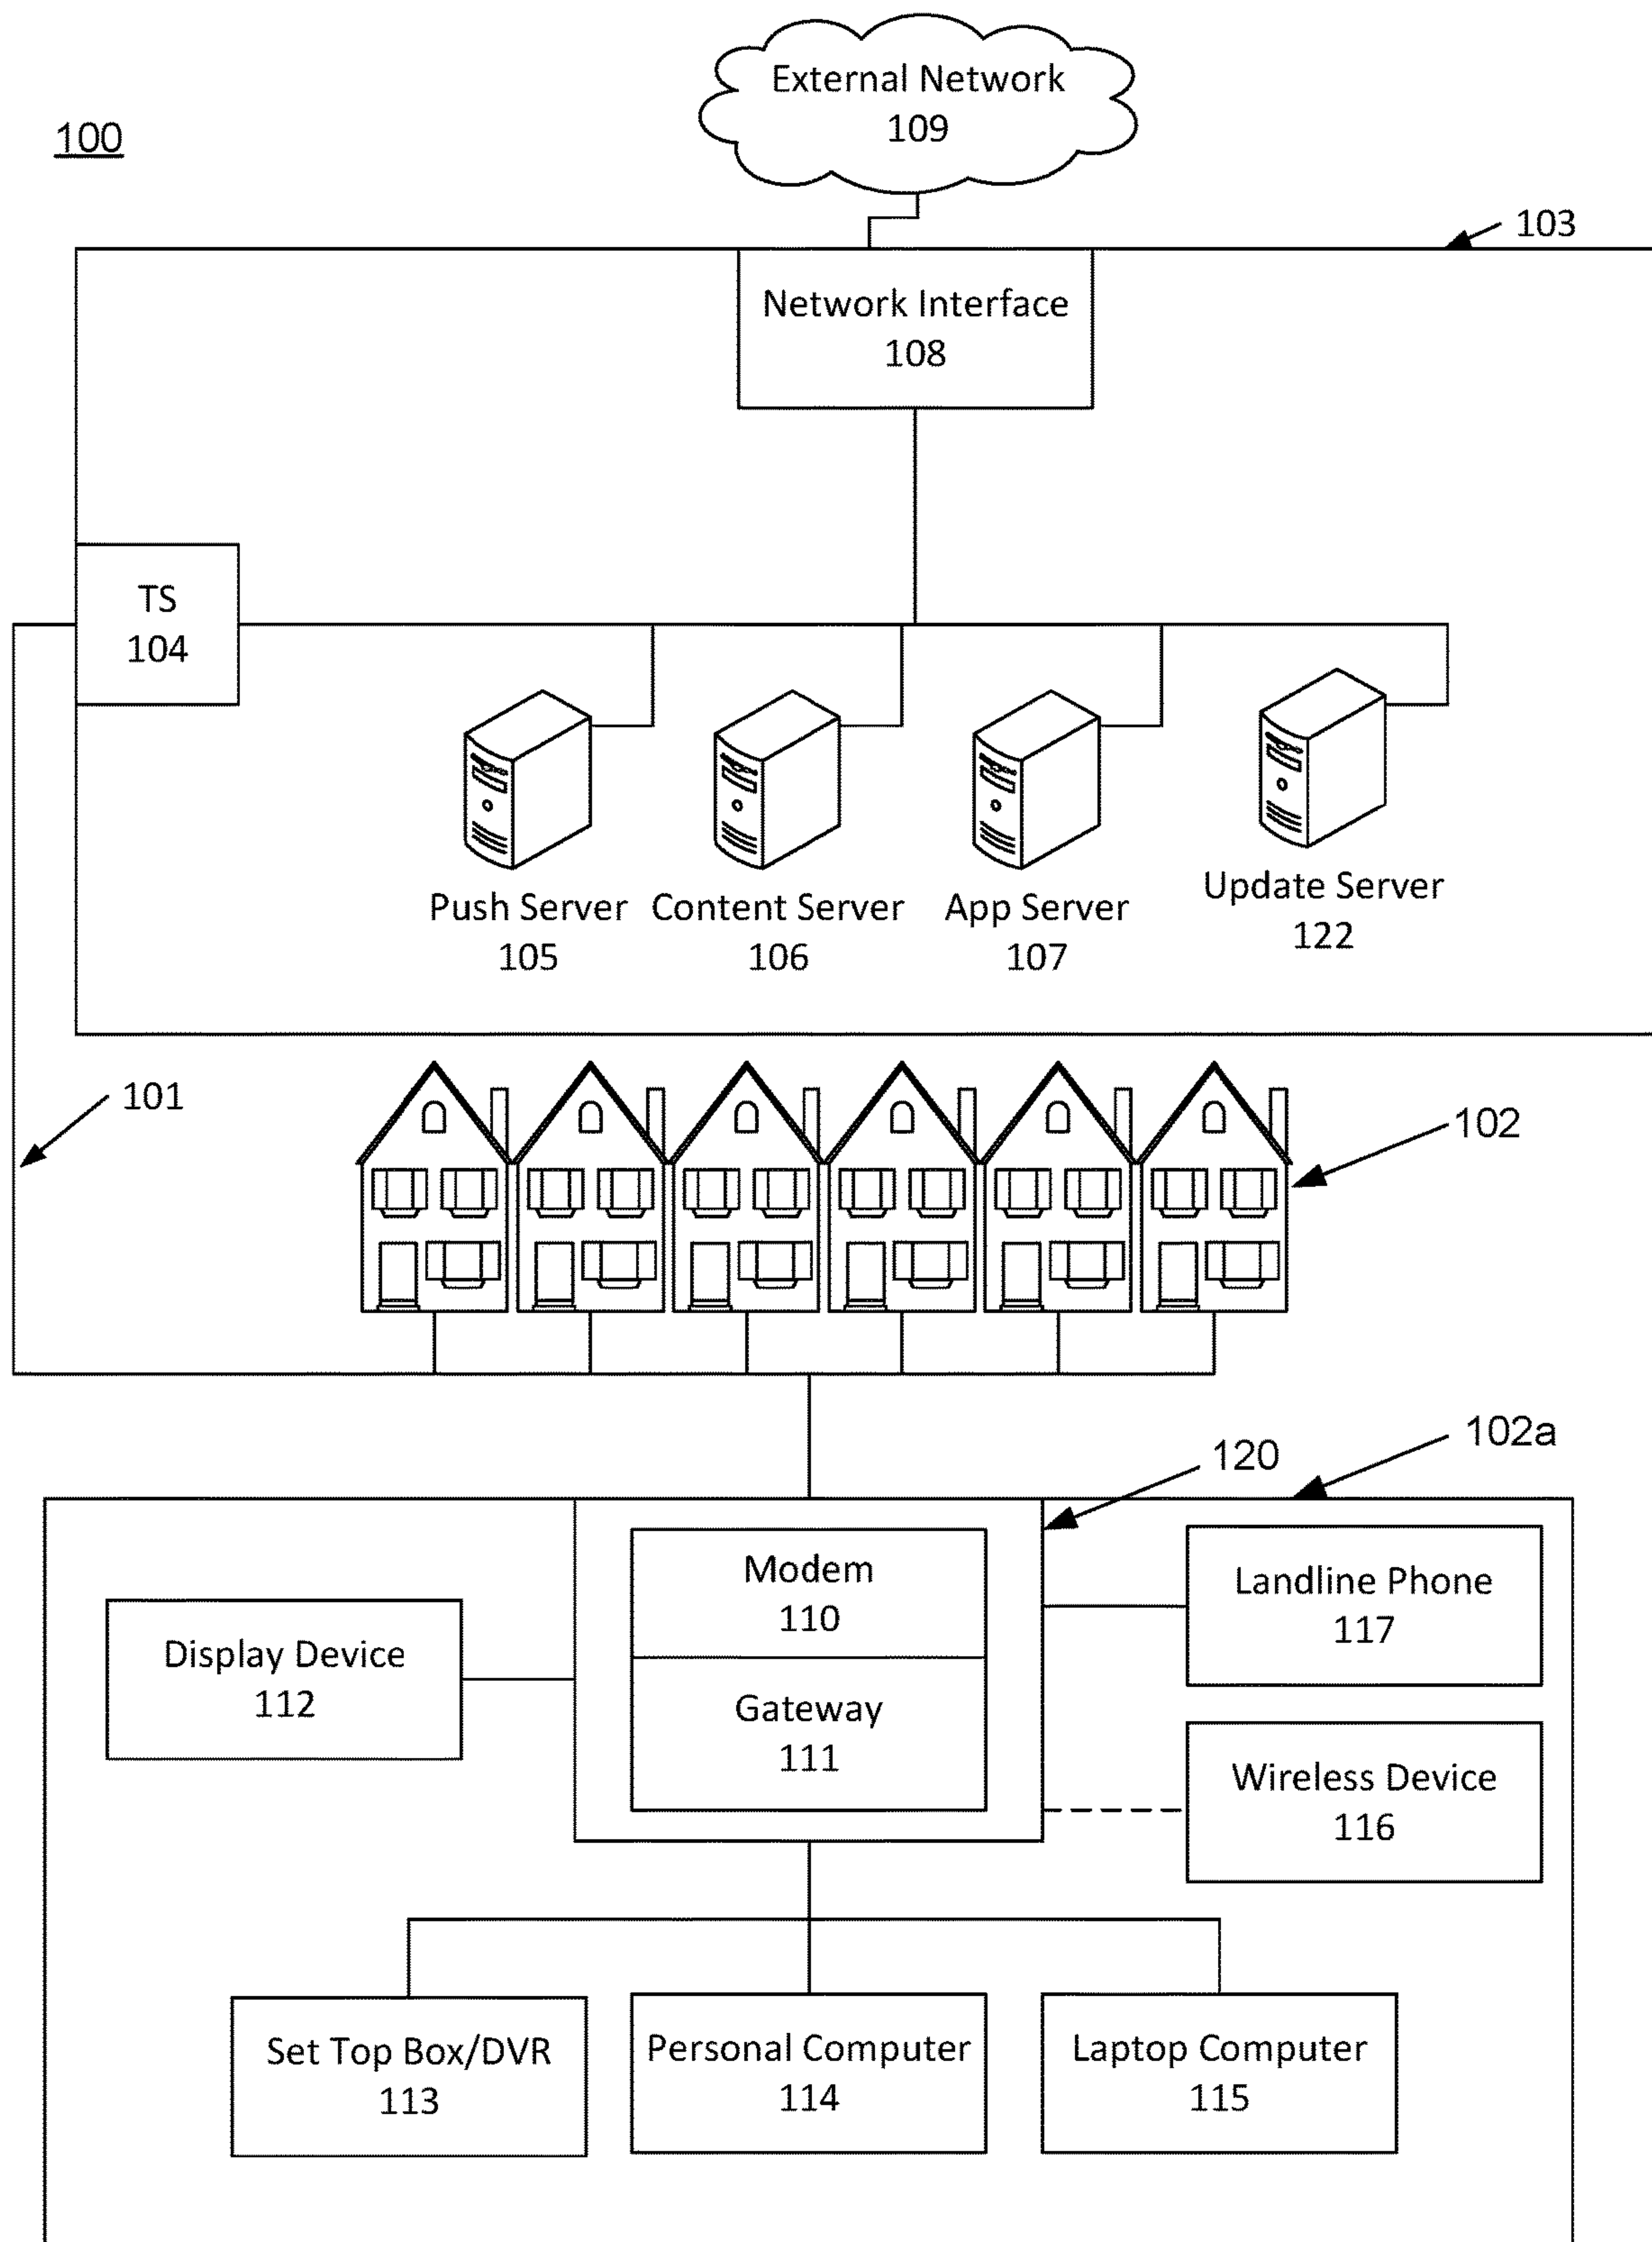 External Network
109
100
103
Network Interface
108
TS
104
Push Server
105
Content Server
106
App Server
107
Update Server
122
101
102
102a
120
Modem
110
Gateway
111
Landline Phone
117
Display Device
112
Wireless Device
116
Set Top Box/DVR
113
Personal Computer
114
Laptop Computer
115